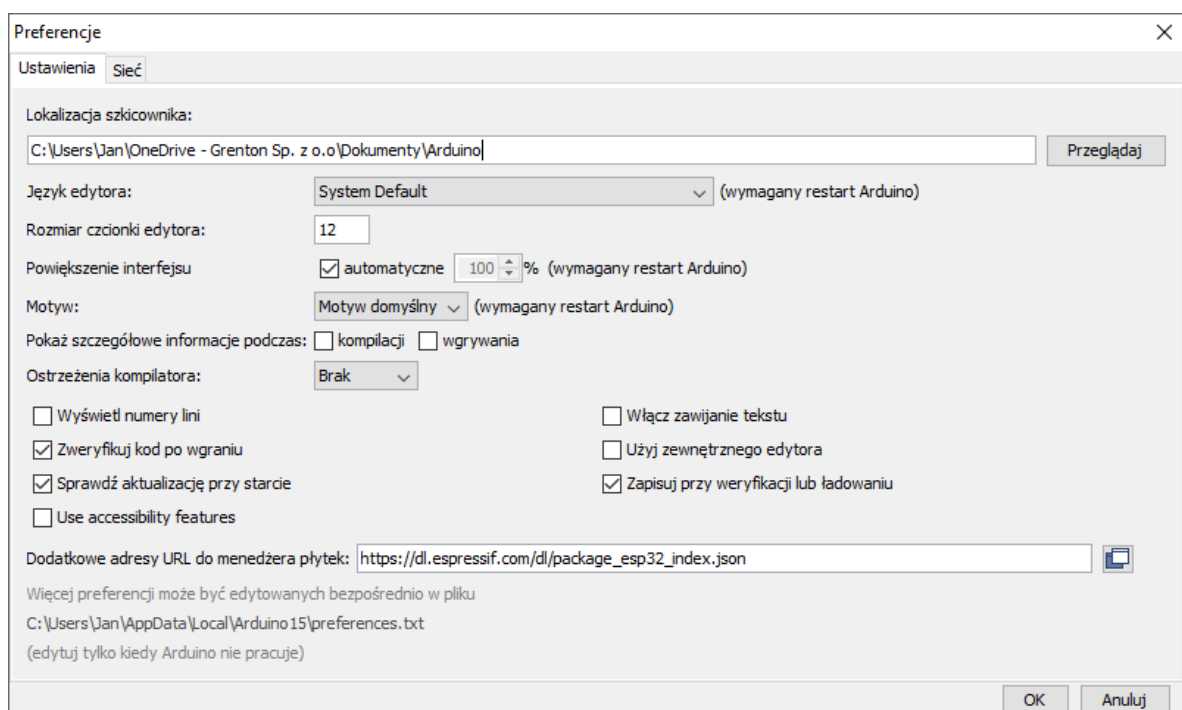 Preferencje
Ustawienia Sieć
Lokalizacja szkicownika:
C:\Users\Jan\OneDrive - Grenton Sp. z o.o\Dokumenty\Arduino Przeglądaj
Język edytora: System Default (wymagany restart Arduino)
Rozmiar czcionki edytora: 12
Powiększenie interfejsu automatyczne 100 % (wymagany restart Arduino)
Motyw: Motyw domyślny (wymagany restart Arduino)
Pokaż szczegółowe informacje podczas: kompilacji wgrywania
Ostrzeżenia kompilatora: Brak
Wyświetl numery lini Włącz zawijanie tekstu
Zweryfikuj kod po wgraniu Użyj zewnętrznego edytora
Sprawdź aktualizację przy starcie Zapisuj przy weryfikacji lub ładowaniu
Use accessibility features
Dodatkowe adresy URL do menedżera płytek: https://dl.espressif.com/dl/package_esp32_index.json
Więcej preferencji może być edytowanych bezpośrednio w pliku
C:\Users\Jan\AppData\Local\Arduino15\preferences.txt
(edytuj tylko kiedy Arduino nie pracuje)
OK Anuluj